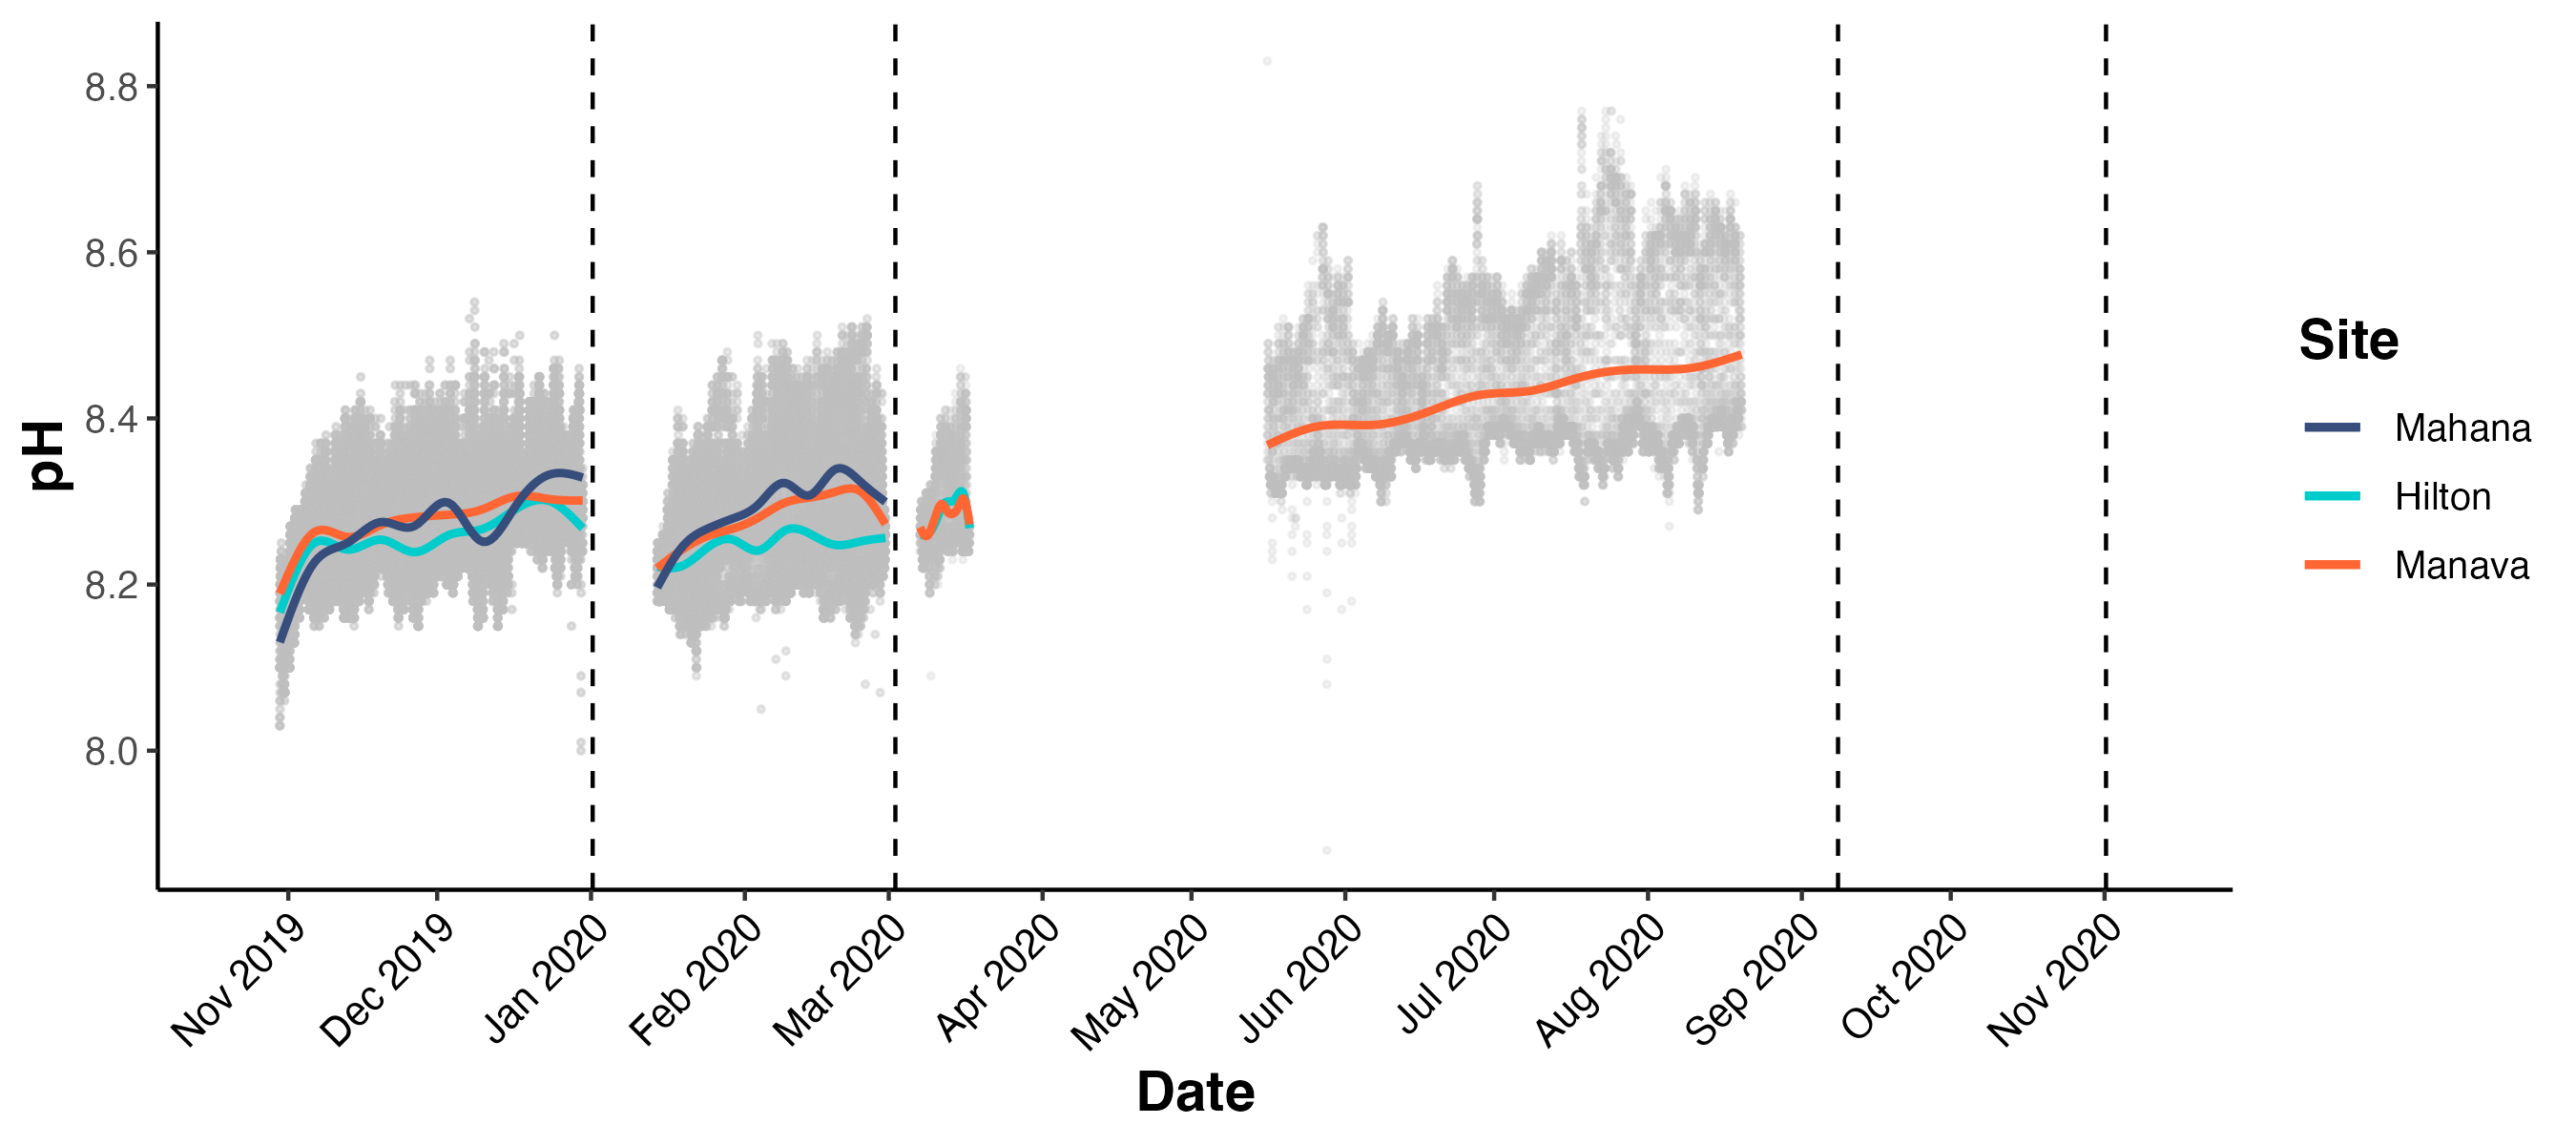 pH
8.8
8.6
8.4
8.2
8.0
Nov 2019
Dec 2019
Jan 2020
Feb 2020
Mar 2020
Apr 2020
May 2020
Jun 2020
Jul 2020
Aug 2020
Sep 2020
Oct 2020
Nov 2020
Date
Site
Mahana
Hilton
Manava